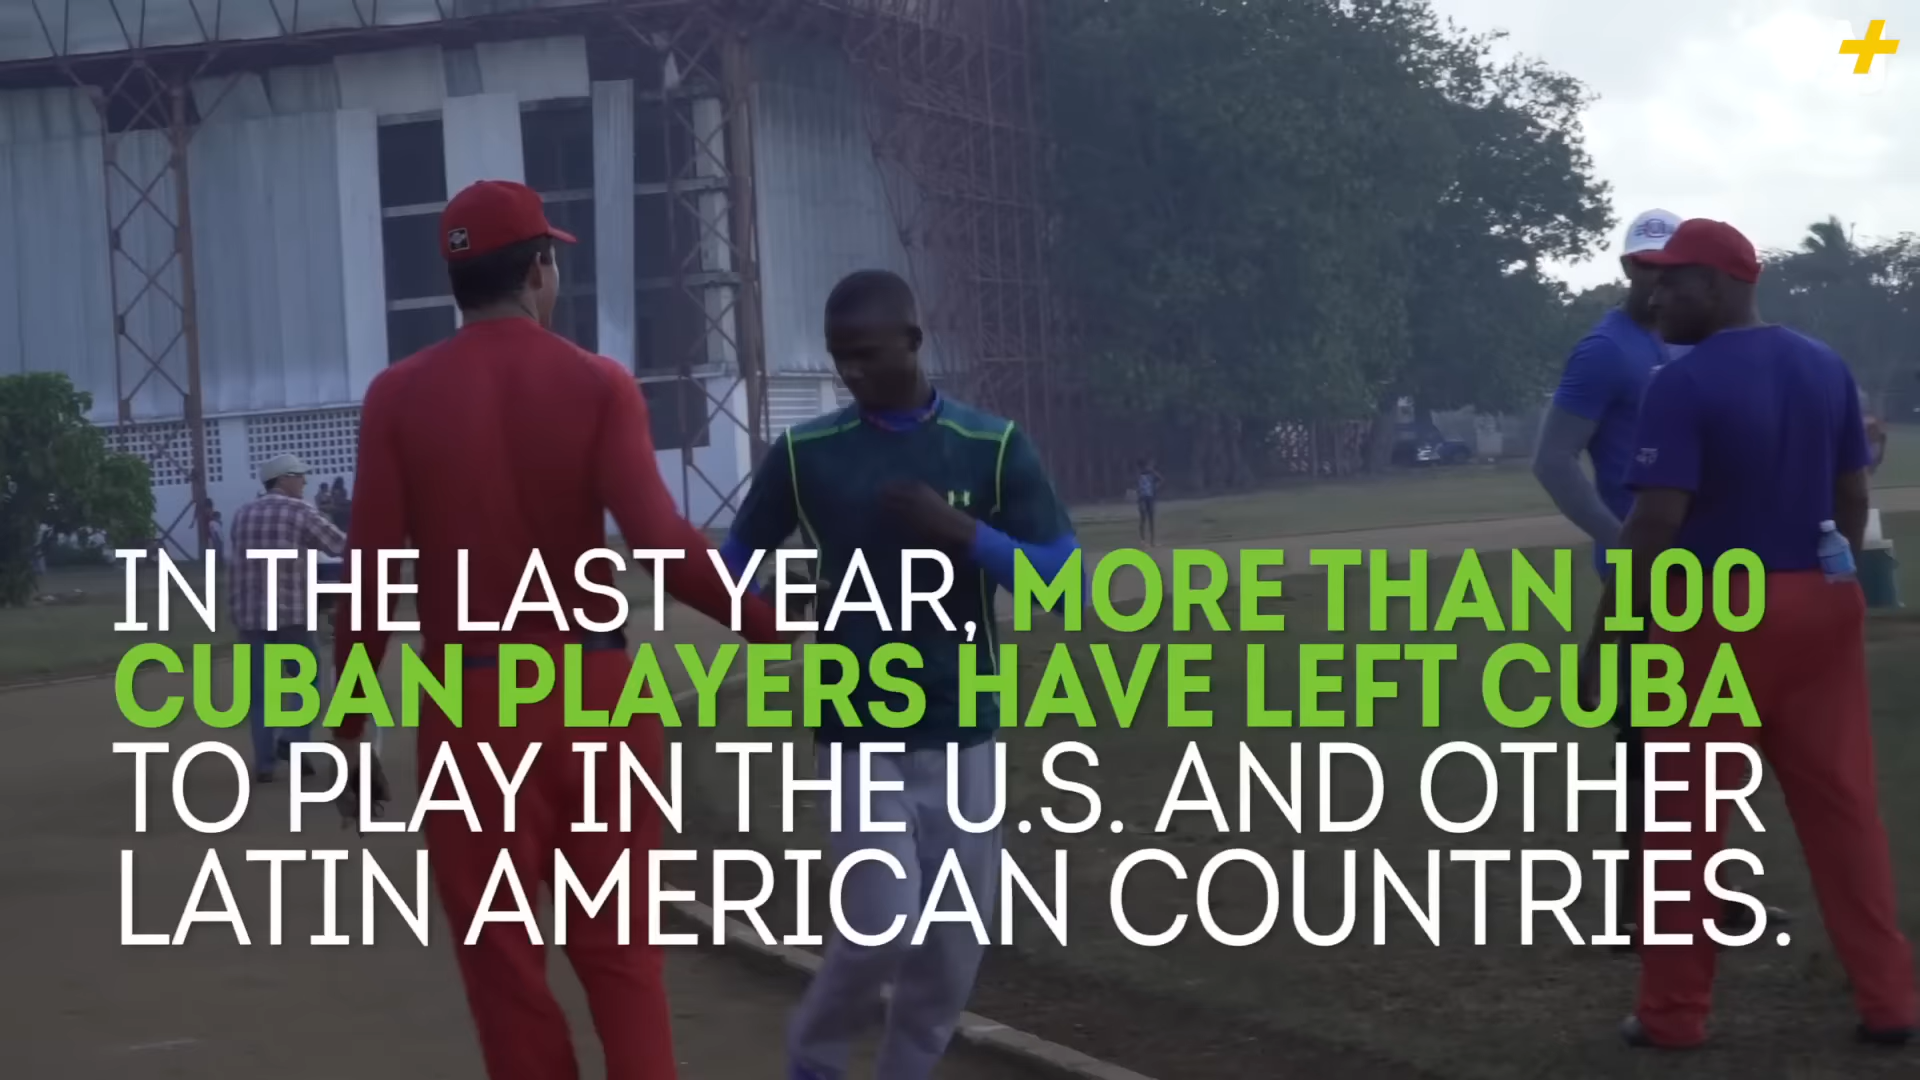 IN THE LAST YEAR, MORE THAN 100
CUBAN PLAYERS HAVE LEFT CUBA
TO PLAY IN THE U.S. AND OTHER
LATIN AMERICAN COUNTRIES.